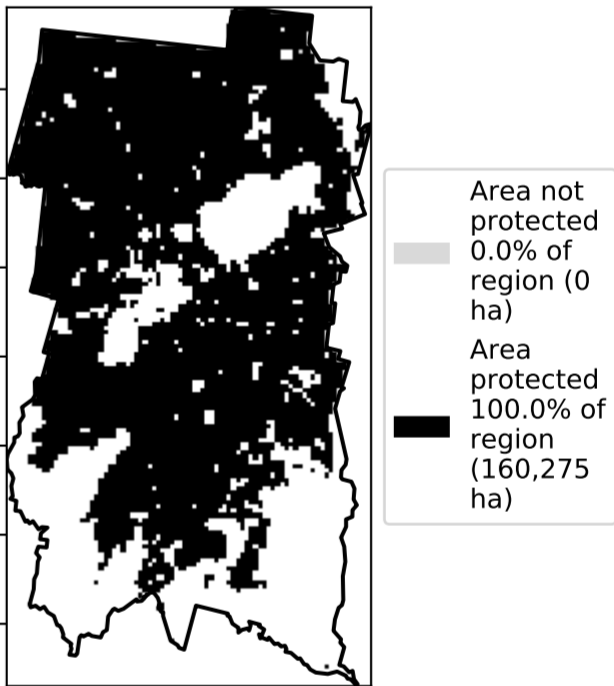 Area not
protected
0.0% of
region (0
ha)
Area
protected
100.0% of
region
(160,275
ha)